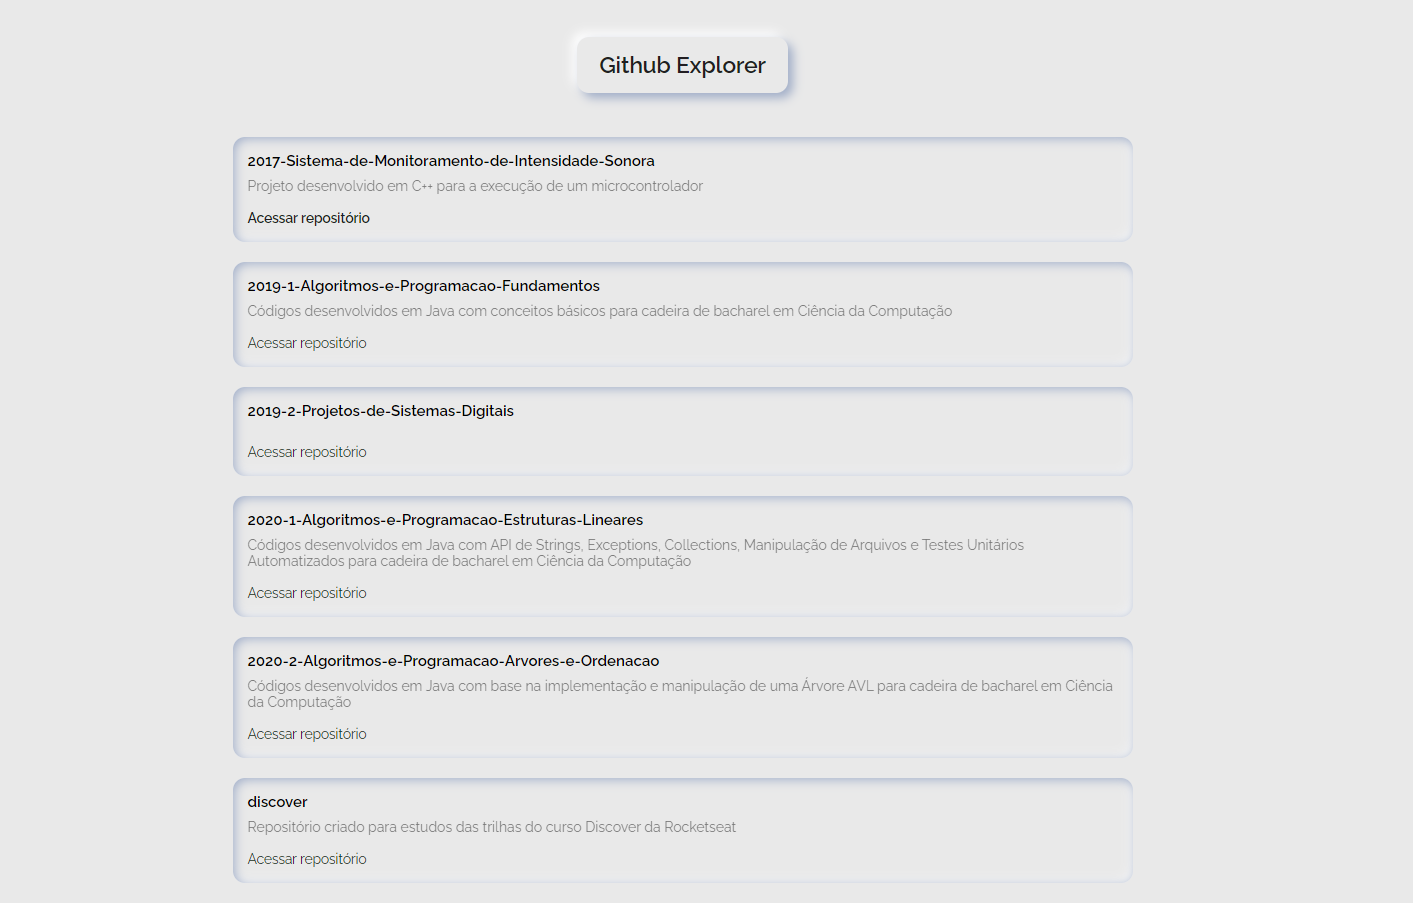 Github Explorer
2017-Sistema-de-Monitoramento-de-Intensidade-Sonora
Projeto desenvolvido em C++ para a execução de um microcontrolador
Acessar repositório
2019-1-Algoritmos-e-Programacao-Fundamentos
Códigos desenvolvidos em Java com conceitos básicos para cadeira de bacharel em Ciência da Computação
Acessar repositório
2019-2-Projetos-de-Sistemas-Digitais
Acessar repositório
2020-1-Algoritmos-e-Programacao-Estruturas-Lineares
Códigos desenvolvidos em Java com API de Strings, Exceptions, Collections, Manipulação de Arquivos e Testes Unitários
Automatizados para cadeira de bacharel em Ciência da Computação
Acessar repositório
2020-2-Algoritmos-e-Programacao-Arvores-e-Ordenacao
Códigos desenvolvidos em Java com base na implementação e manipulação de uma Árvore AVL para cadeira de bacharel em Ciência
da Computação
Acessar repositório
discover
Repositório criado para estudos das trilhas do curso Discover da Rocketseat
Acessar repositório